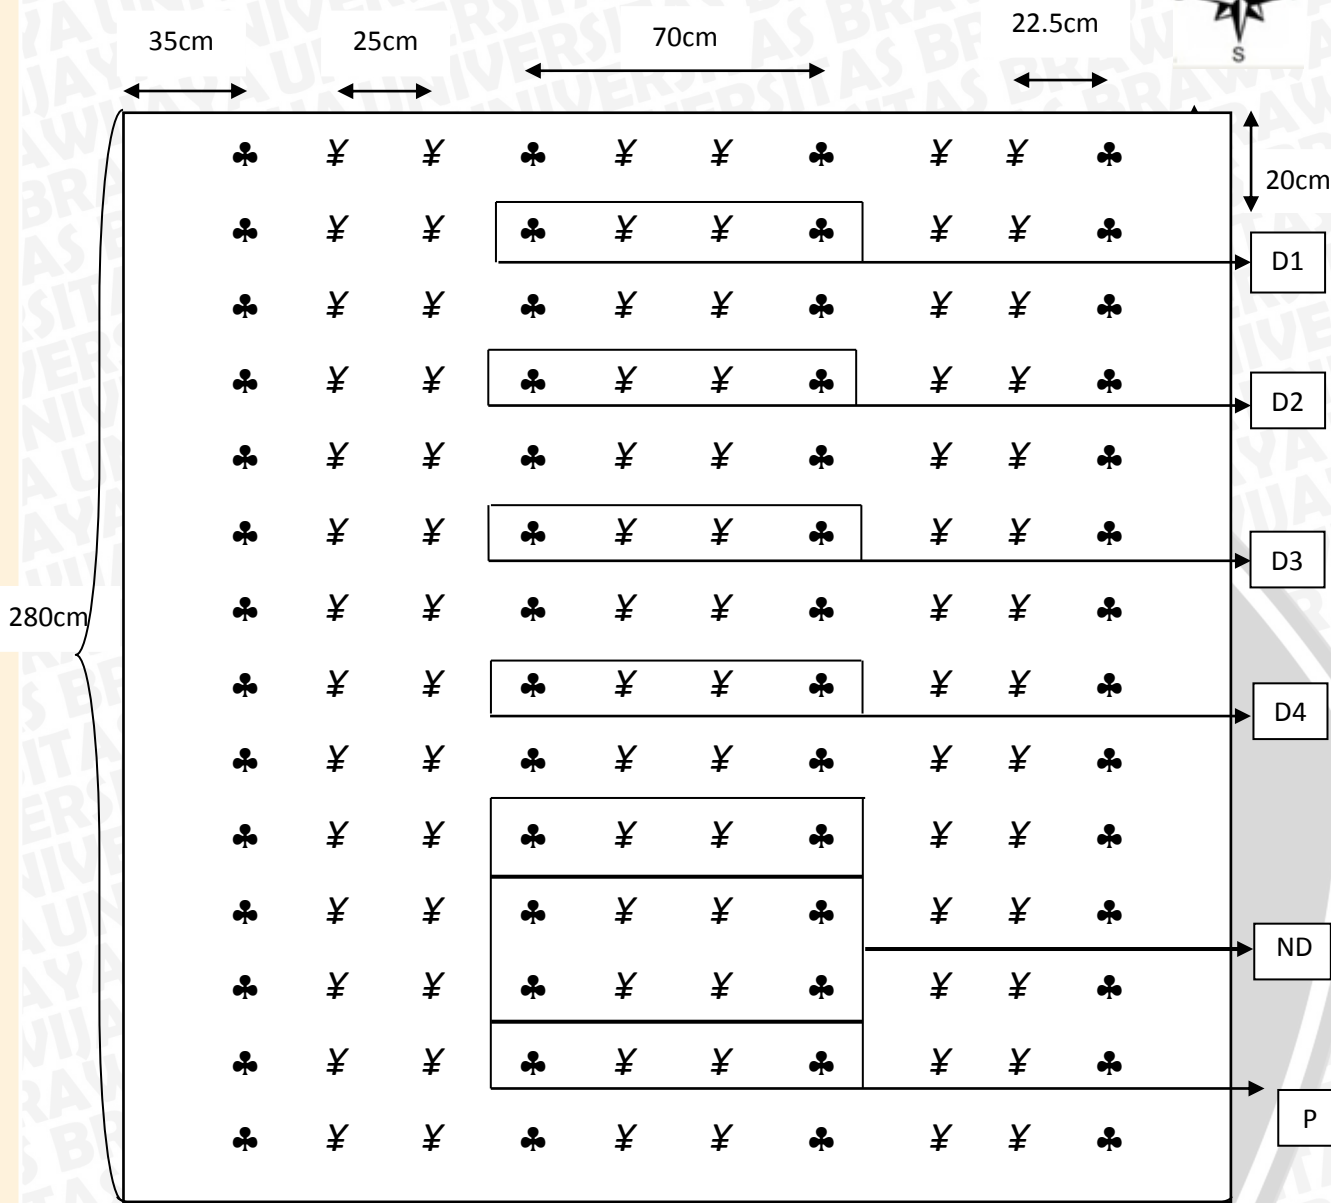 35cm 25cm 70cm 22.5cm
S
♣ ¥ ¥ ♣ ¥ ¥ ♣ ¥ ¥ ♣
20cm
♣ ¥ ¥ ♣ ¥ ¥ ♣ ¥ ¥ ♣
D1
♣ ¥ ¥ ♣ ¥ ¥ ♣ ¥ ¥ ♣
♣ ¥ ¥ ♣ ¥ ¥ ♣ ¥ ¥ ♣
D2
♣ ¥ ¥ ♣ ¥ ¥ ♣ ¥ ¥ ♣
♣ ¥ ¥ ♣ ¥ ¥ ♣ ¥ ¥ ♣
D3
♣ ¥ ¥ ♣ ¥ ¥ ♣ ¥ ¥ ♣
280cm
♣ ¥ ¥ ♣ ¥ ¥ ♣ ¥ ¥ ♣
D4
♣ ¥ ¥ ♣ ¥ ¥ ♣ ¥ ¥ ♣
♣ ¥ ¥ ♣ ¥ ¥ ♣ ¥ ¥ ♣
♣ ¥ ¥ ♣ ¥ ¥ ♣ ¥ ¥ ♣
ND
♣ ¥ ¥ ♣ ¥ ¥ ♣ ¥ ¥ ♣
♣ ¥ ¥ ♣ ¥ ¥ ♣ ¥ ¥ ♣
P
♣ ¥ ¥ ♣ ¥ ¥ ♣ ¥ ¥ ♣